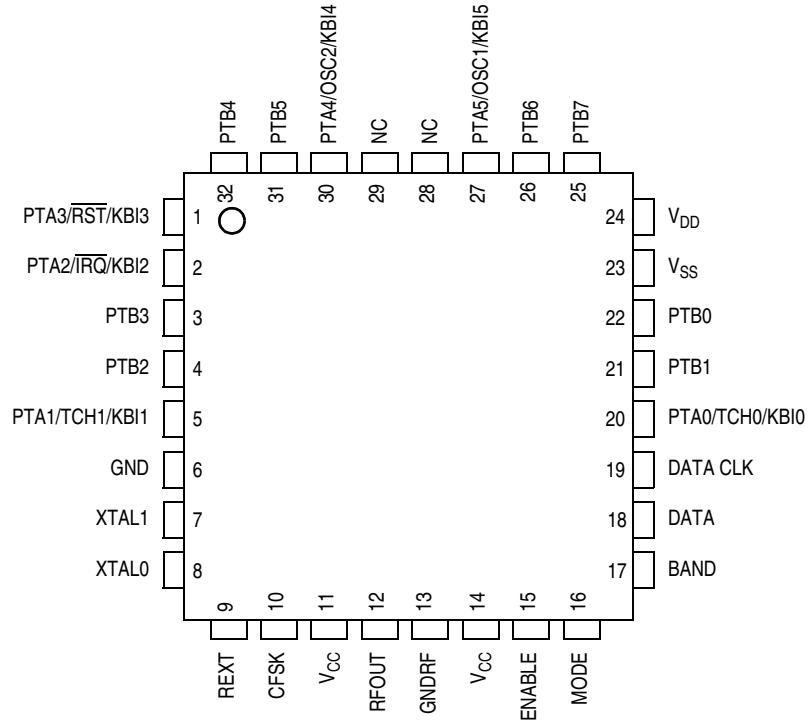 PTB4
PTB5
PTA4/OSC2/KBI4
NC
NC
PTA5/OSC1/KBI5
PTB6
PTB7
32
31
30
29
28
27
26
25
PTA3/RST/KBI3
1
24
VDD
PTA2/IRQ/KBI2
2
23
VSS
PTB3
3
22
PTB0
PTB2
4
21
PTB1
PTA1/TCH1/KBI1
5
20
PTA0/TCH0/KBI0
GND
6
19
DATA CLK
XTAL1
7
18
DATA
XTAL0
8
17
BAND
9
10
11
12
13
14
15
16
REXT
CFSK
VCC
RFOUT
GNDRF
VCC
ENABLE
MODE